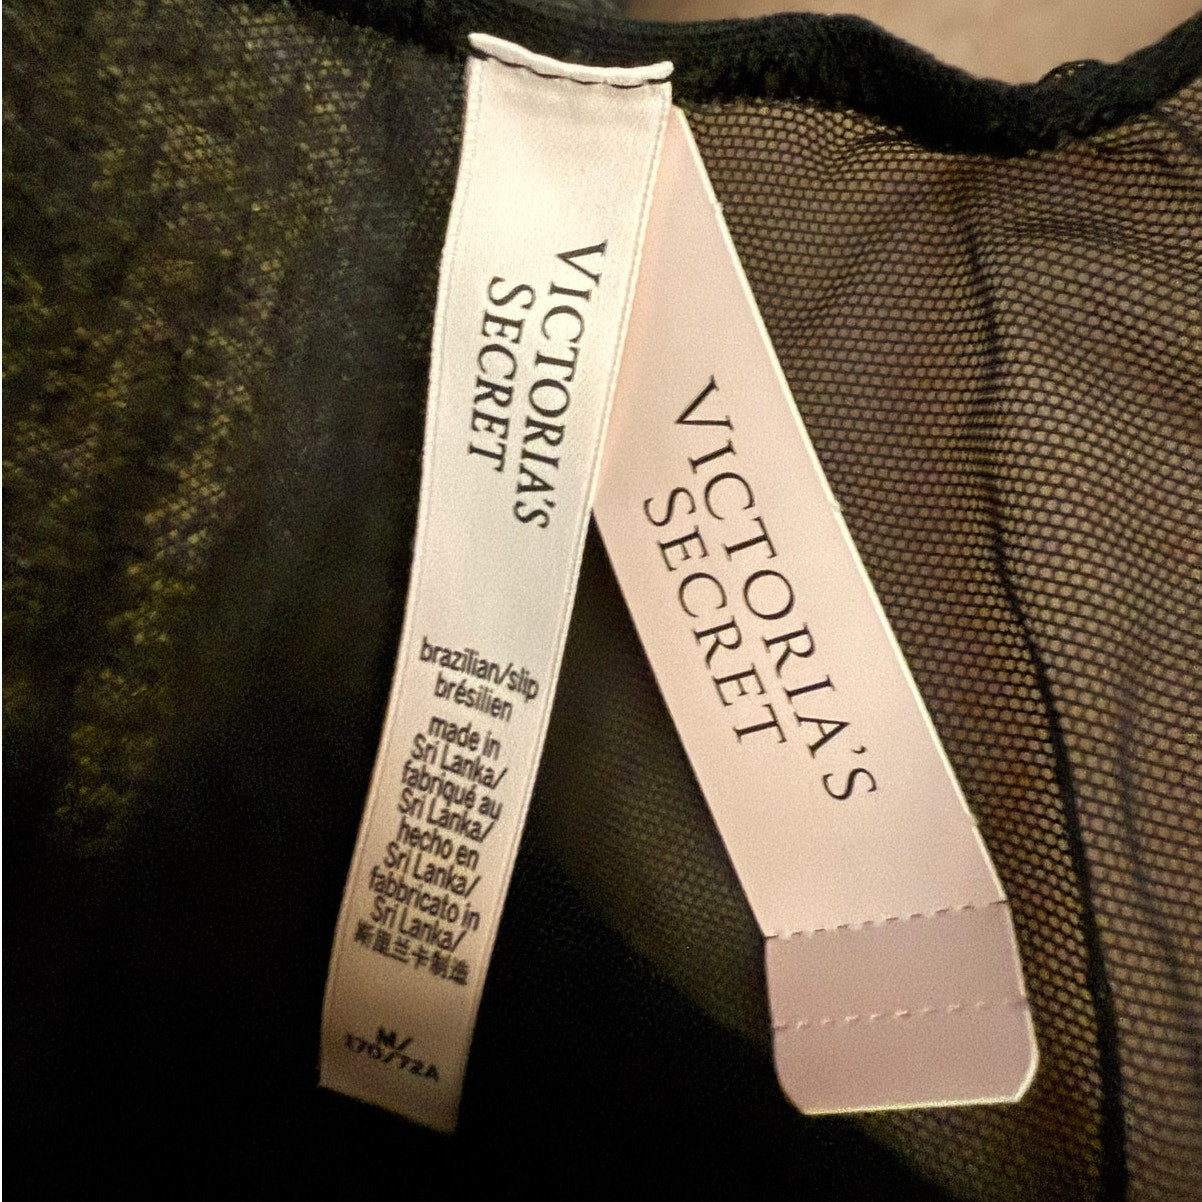 VICTORIA'S
SECRET
brazilian/slip
brésilien
made in
Sri Lanka/
fabriqué au
Sri Lanka/
hecho en
Sri Lanka/
fabbricato in
Sri Lanka/
斯里兰卡制造
M/
170/72A
VICTORIA'S
SECRET